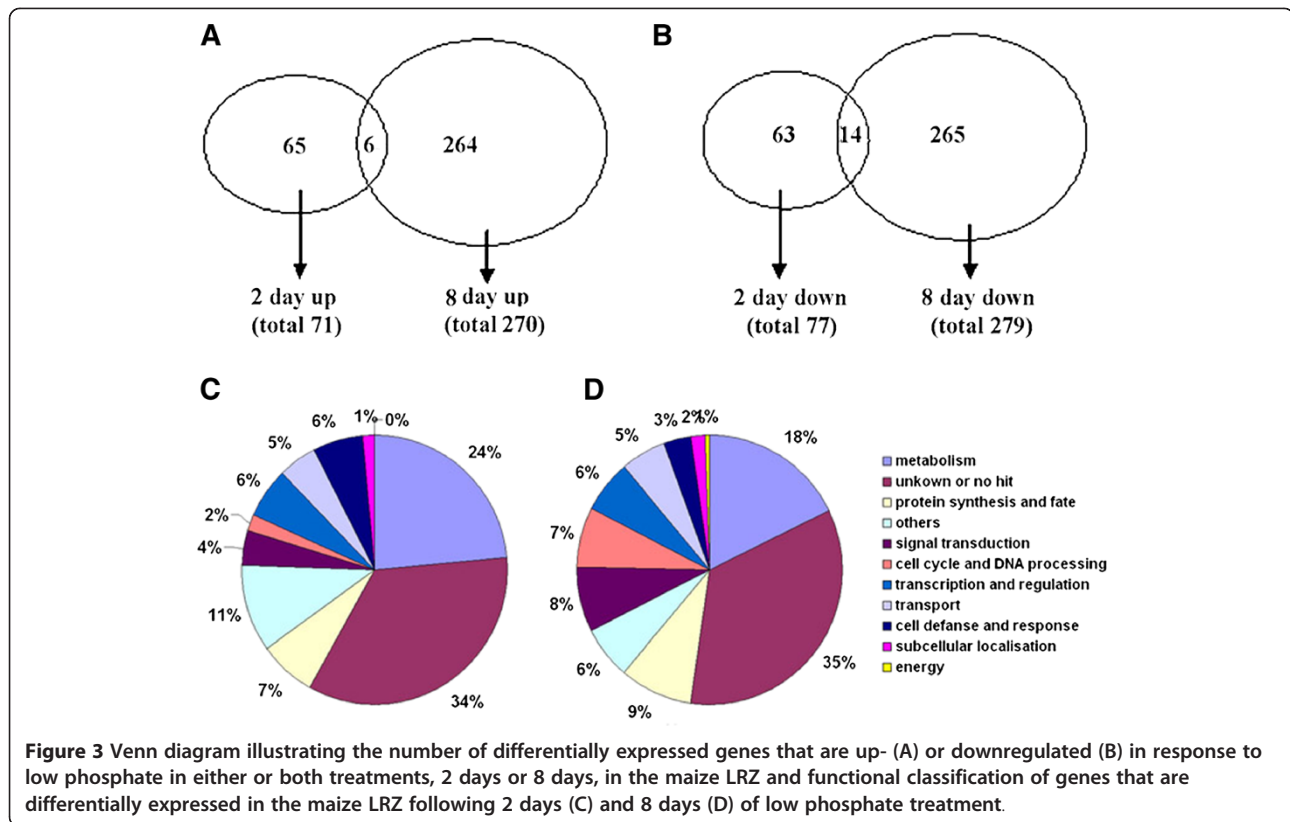 A
B
65
6
264
63
14
265
2 day up
(total 71)
8 day up
(total 270)
2 day down
(total 77)
8 day down
(total 279)
C
D
24%
34%
7%
11%
4%
2%
6%
5%
6%
1%
0%
18%
35%
9%
6%
8%
7%
6%
5%
3%
2%
1%
metabolism
unkown or no hit
protein synthesis and fate
others
signal transduction
cell cycle and DNA processing
transcription and regulation
transport
cell defanse and response
subcellular localisation
energy
Figure 3 Venn diagram illustrating the number of differentially expressed genes that are up- (A) or downregulated (B) in response to
low phosphate in either or both treatments, 2 days or 8 days, in the maize LRZ and functional classification of genes that are
differentially expressed in the maize LRZ following 2 days (C) and 8 days (D) of low phosphate treatment.